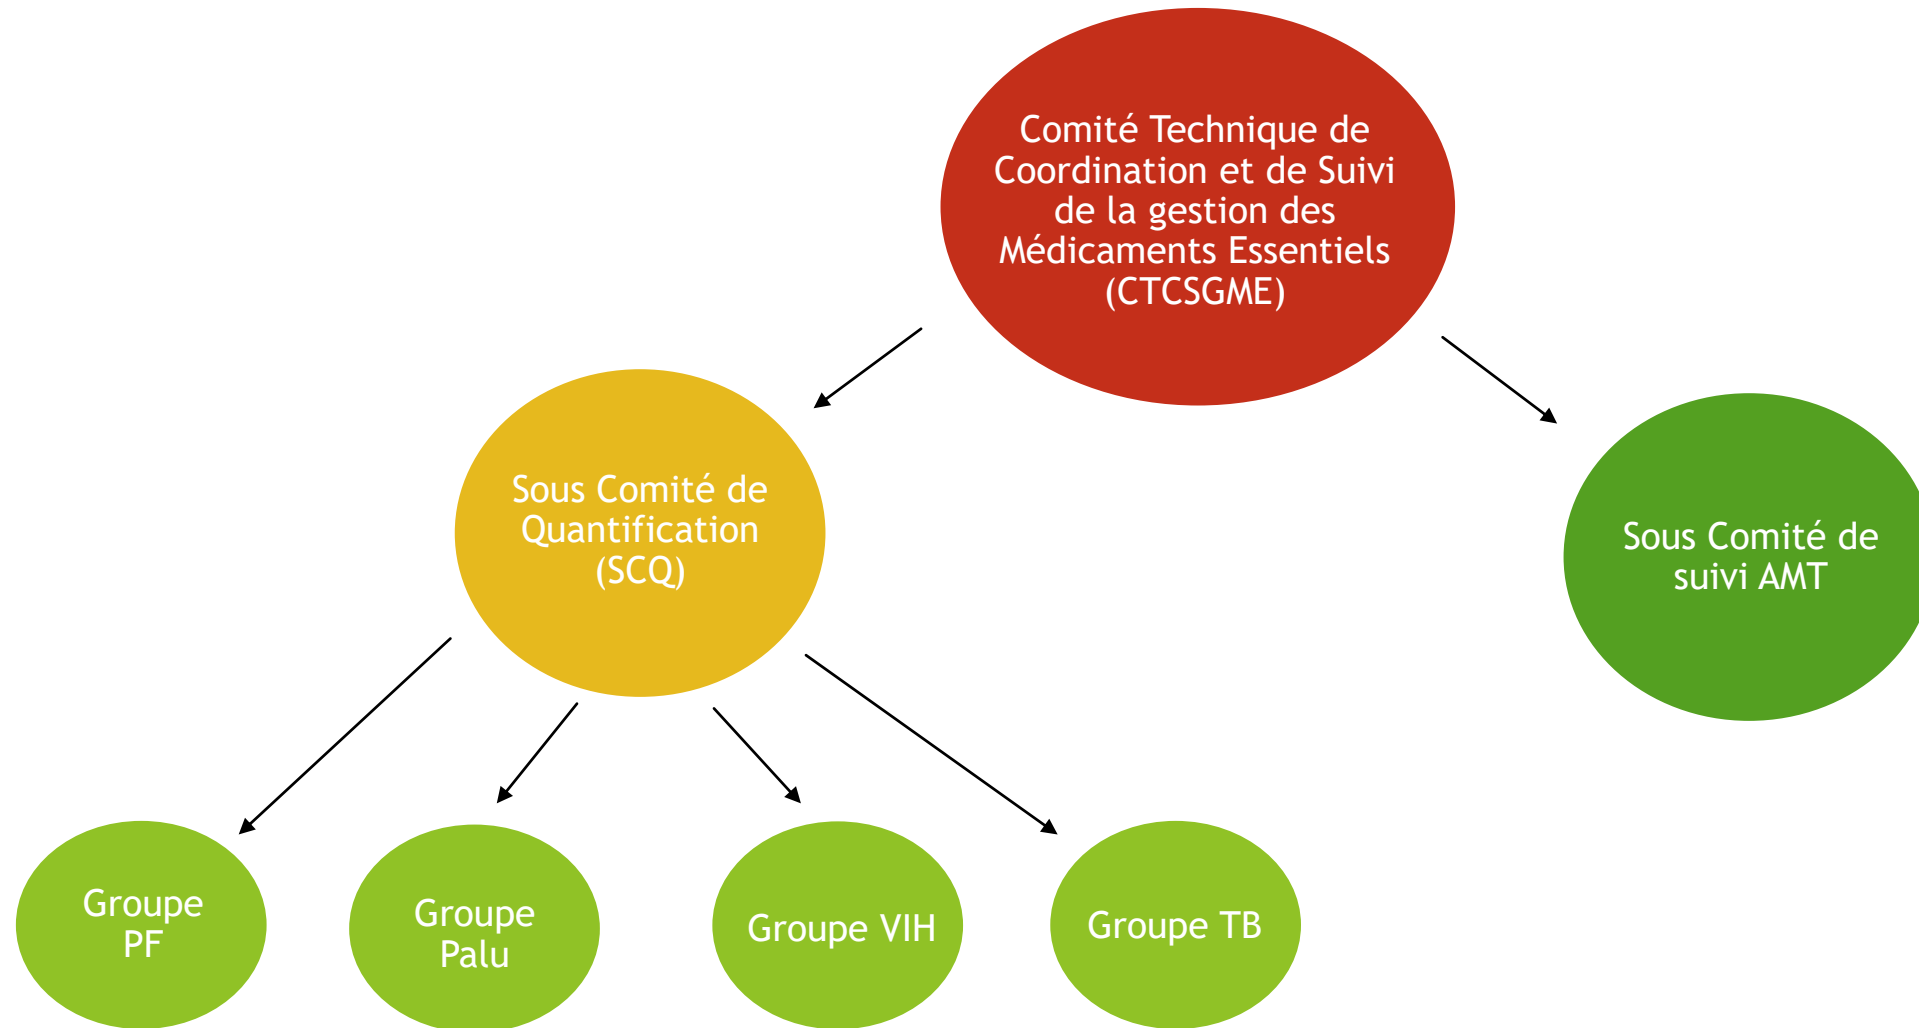 Comité Technique de
Coordination et de Suivi
de la gestion des
Médicaments Essentiels
(CTCSGME)
Sous Comité de
Quantification
(SCQ)
Sous Comité de
suivi AMT
Groupe
PF
Groupe
Palu
Groupe VIH
Groupe TB